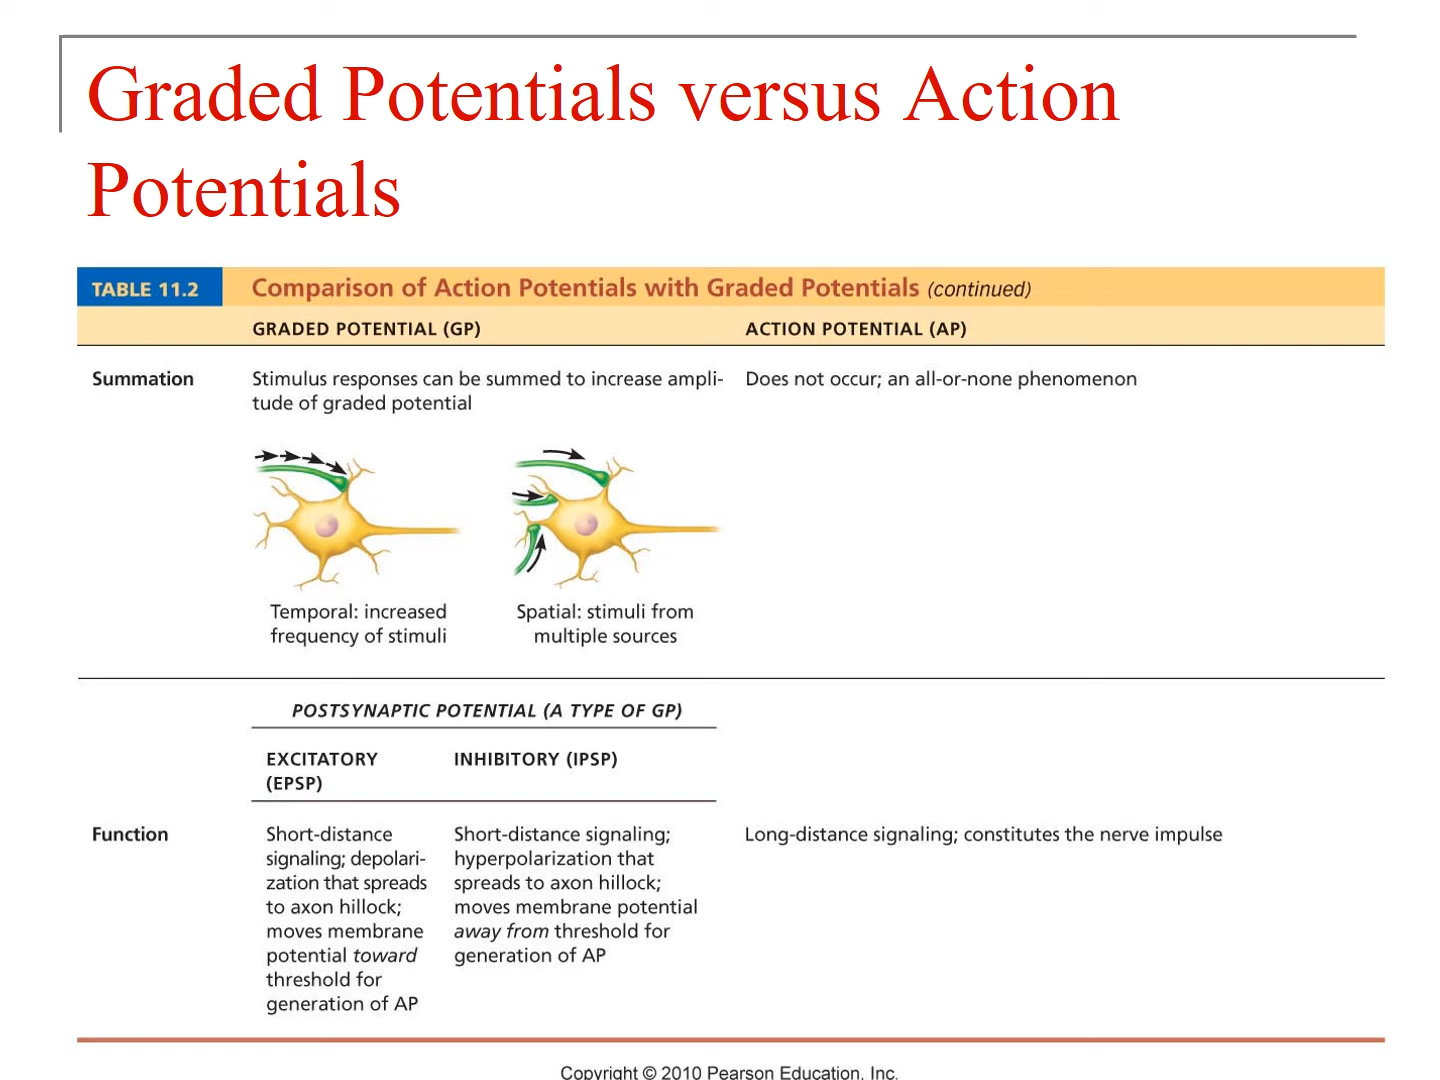 Graded Potentials versus Action
Potentials
TABLE 11.2 Comparison of Action Potentials with Graded Potentials (continued)
GRADED POTENTIAL (GP) ACTION POTENTIAL (AP)
Summation
Stimulus responses can be summed to increase ampli-
tude of graded potential
Does not occur; an all-or-none phenomenon
Temporal: increased
frequency of stimuli
Spatial: stimuli from
multiple sources
POSTSYNAPTIC POTENTIAL (A TYPE OF GP)
EXCITATORY
(EPSP)
INHIBITORY (IPSP)
Function
Short-distance
signaling; depolari-
zation that spreads
to axon hillock;
moves membrane
potential toward
threshold for
generation of AP
Short-distance signaling;
hyperpolarization that
spreads to axon hillock;
moves membrane potential
away from threshold for
generation of AP
Long-distance signaling; constitutes the nerve impulse
Copyright © 2010 Pearson Education, Inc.